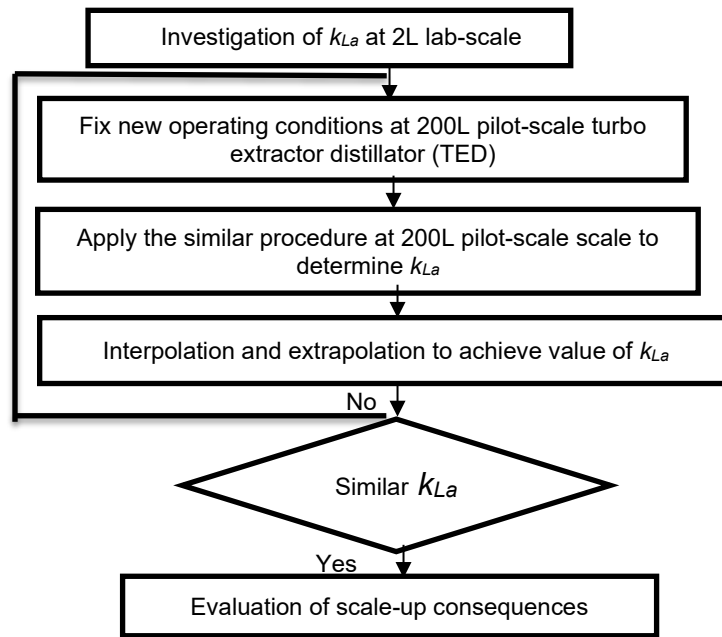 Investigation of kLa at 2L lab-scale
Fix new operating conditions at 200L pilot-scale turbo
extractor distillator (TED)
Apply the similar procedure at 200L pilot-scale scale to
determine kLa
Interpolation and extrapolation to achieve value of kLa
No
Similar kLa
Yes
Evaluation of scale-up consequences